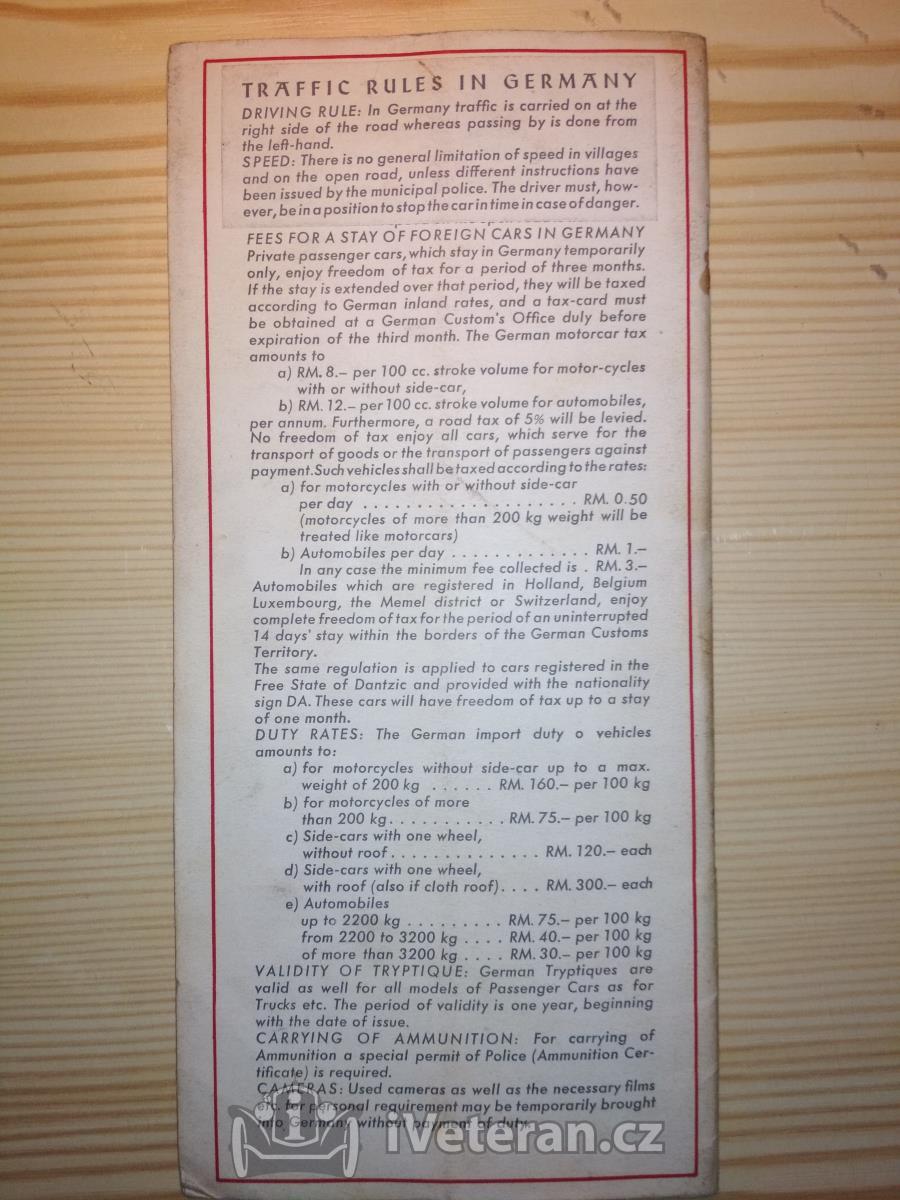 TRAFFIC RULES IN GERMANY
DRIVING RULE: In Germany traffic is carried on at the
right side of the road whereas passing by is done from
the left-hand.
SPEED: There is no general limitation of speed in villages
and on the open road, unless different instructions have
been issued by the municipal police. The driver must, how-
ever, be in a position to stop the car in time in case of danger.
FEES FOR A STAY OF FOREIGN CARS IN GERMANY
Private passenger cars, which stay in Germany temporarily
only, enjoy freedom of tax for a period of three months.
If the stay is extended over that period, they will be taxed
according to German inland rates, and a tax-card must
be obtained at a German Custom's Office duly before
expiration of the third month. The German motorcar tax
amounts to
a) RM. 8.– per 100 cc. stroke volume for motor-cycles
with or without side-car,
b) RM. 12.– per 100 cc. stroke volume for automobiles,
per annum. Furthermore, a road tax of 5% will be levied.
No freedom of tax enjoy all cars, which serve for the
transport of goods or the transport of passengers against
payment. Such vehicles shall be taxed according to the rates:
a) for motorcycles with or without side-car
per day . . . . . . . . . . . . . . . . . . . . RM. 0.50
(motorcycles of more than 200 kg weight will be
treated like motorcars)
b) Automobiles per day . . . . . . . . . . . . . RM. 1.–
In any case the minimum fee collected is . RM. 3.–
Automobiles which are registered in Holland, Belgium
Luxembourg, the Memel district or Switzerland, enjoy
complete freedom of tax for the period of an uninterrupted
14 days' stay within the borders of the German Customs
Territory.
The same regulation is applied to cars registered in the
Free State of Dantzic and provided with the nationality
sign DA. These cars will have freedom of tax up to a stay
of one month.
DUTY RATES: The German import duty o vehicles
amounts to:
a) for motorcycles without side-car up to a max.
weight of 200 kg . . . . . . RM. 160.– per 100 kg
b) for motorcycles of more
than 200 kg. . . . . . . . . . . RM. 75.– per 100 kg
c) Side-cars with one wheel,
without roof . . . . . . . . . . . . . . RM. 120.– each
d) Side-cars with one wheel,
with roof (also if cloth roof). . . . RM. 300.– each
e) Automobiles
up to 2200 kg . . . . . . . . . RM. 75.– per 100 kg
from 2200 to 3200 kg . . . . RM. 40.– per 100 kg
of more than 3200 kg . . . . RM. 30.– per 100 kg
VALIDITY OF TRYPTIQUE: German Tryptiques are
valid as well for all models of Passenger Cars as for
Trucks etc. The period of validity is one year, beginning
with the date of issue.
CARRYING OF AMMUNITION: For carrying of
Ammunition a special permit of Police (Ammunition Cer-
tificate) is required.
CAMERAS: Used cameras as well as the necessary films
etc. for personal requirement may be temporarily brought
into Germany without payment of duty.
iVeteran.cz